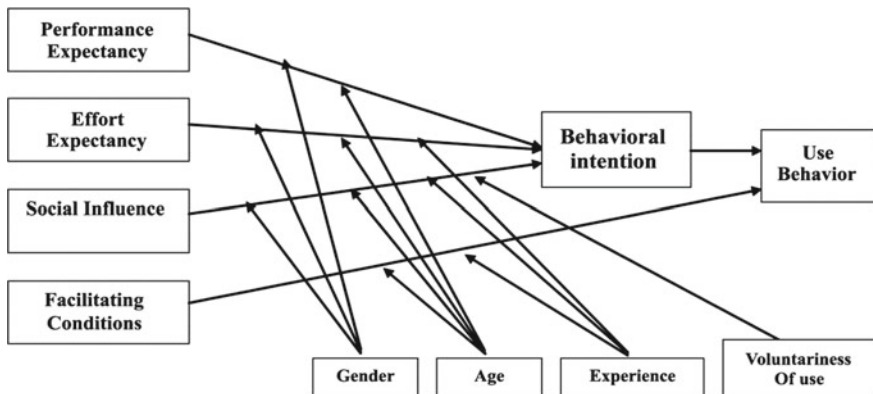 Performance
Expectancy
Effort
Expectancy
Social Influence
Facilitating
Conditions
Behavioral
intention
Use
Behavior
Gender
Age
Experience
Voluntariness
Of use